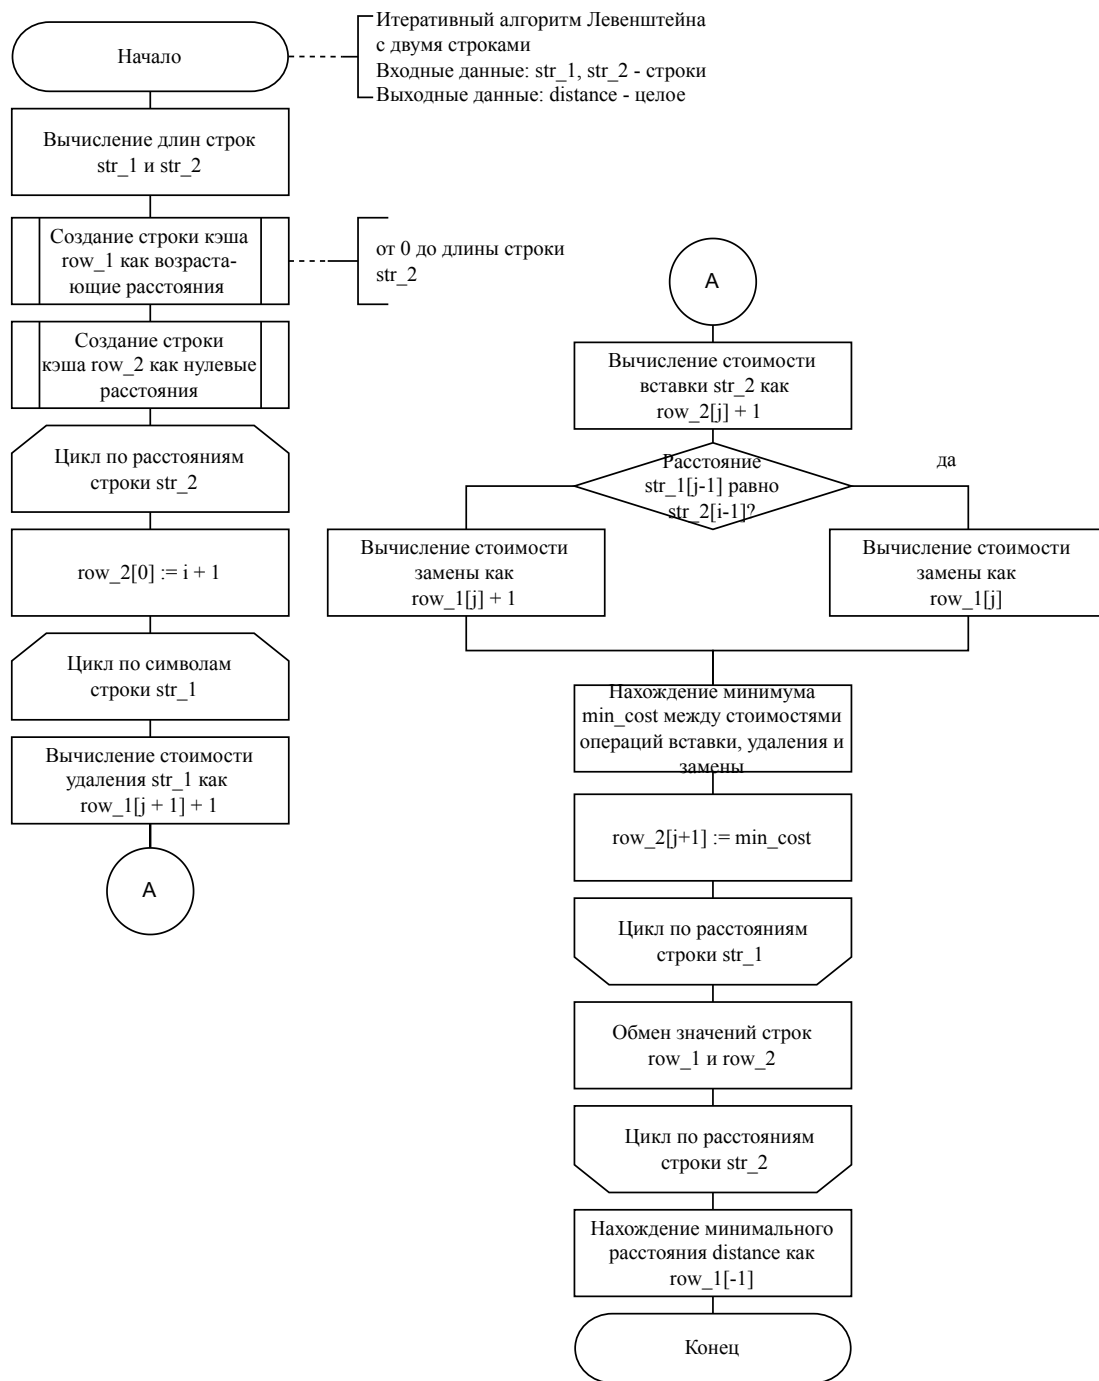 Начало
Итеративный алгоритм Левенштейна
с двумя строками
Входные данные: str_1, str_2 - строки
Выходные данные: distance - целое
Вычисление длин строк
str_1 и str_2
Создание строки кэша
row_1 как возраста-
ющие расстояния
от 0 до длины строки
str_2
Создание строки
кэша row_2 как нулевые
расстояния
Цикл по расстояниям
строки str_2
row_2[0] := i + 1
Цикл по символам
строки str_1
Вычисление стоимости
удаления str_1 как
row_1[j + 1] + 1
A
A
Вычисление стоимости
вставки str_2 как
row_2[j] + 1
Расстояние
str_1[j-1] равно
str_2[i-1]?
да
Вычисление стоимости
замены как
row_1[j] + 1
Вычисление стоимости
замены как
row_1[j]
Нахождение минимума
min_cost между стоимостями
операций вставки, удаления и
замены
row_2[j+1] := min_cost
Цикл по расстояниям
строки str_1
Обмен значений строк
row_1 и row_2
Цикл по расстояниям
строки str_2
Нахождение минимального
расстояния distance как
row_1[-1]
Конец